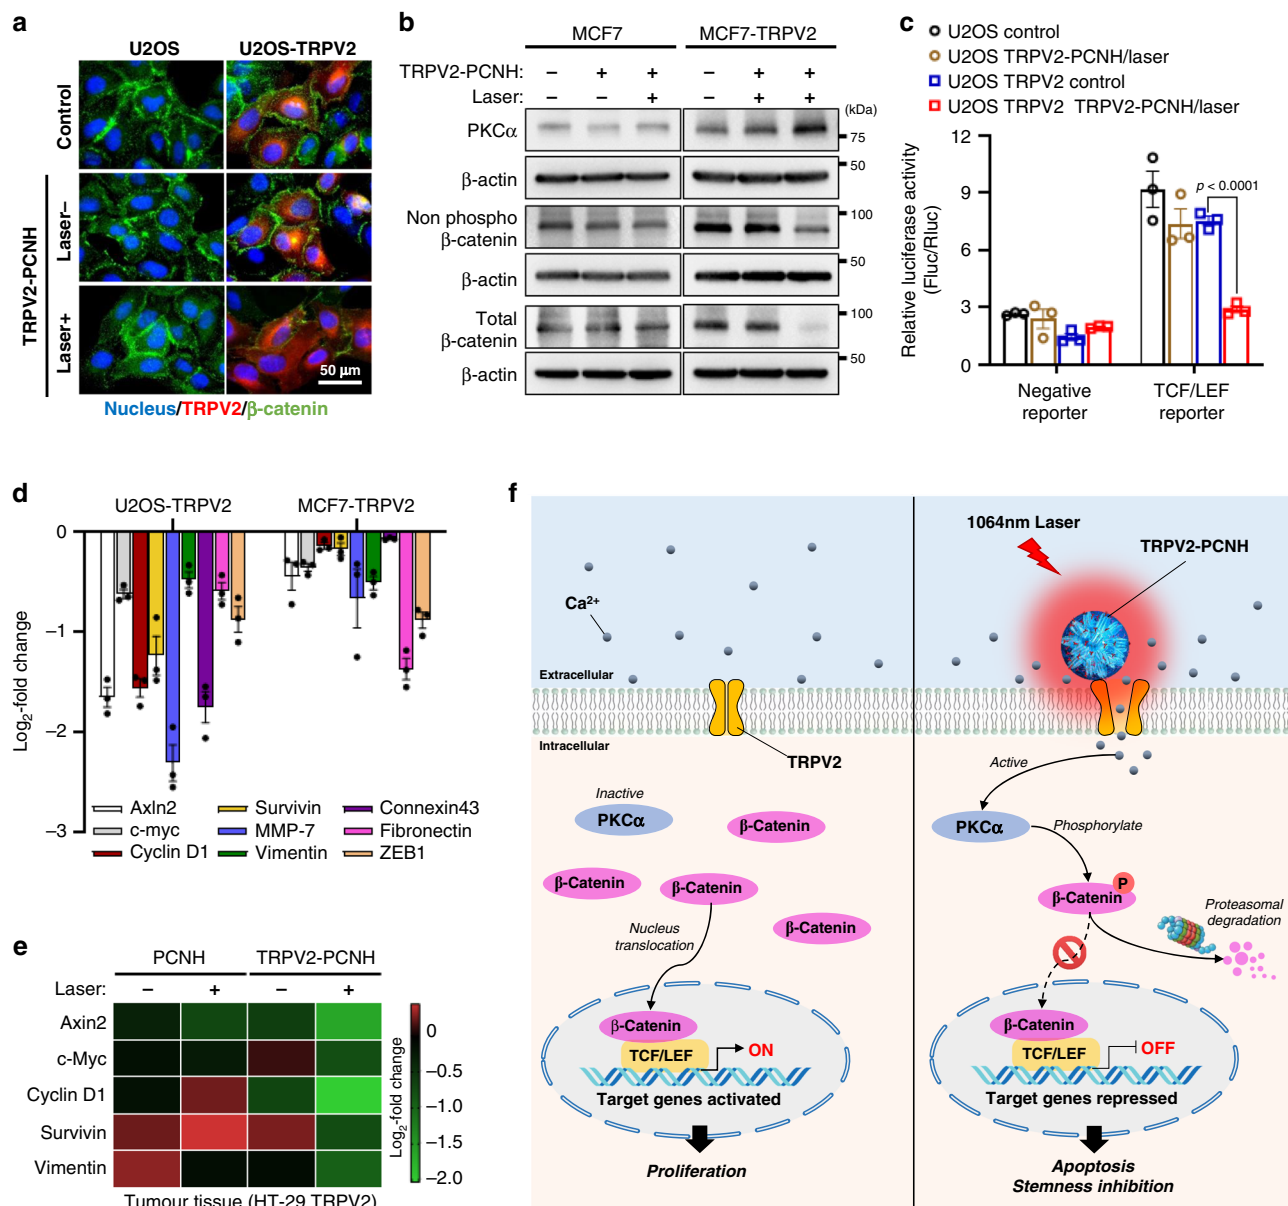 a
U2OS U2OS-TRPV2
Control
TRPV2-PCNH
Laser–
Laser+
50 µm
Nucleus/TRPV2/β-catenin
b
MCF7 MCF7-TRPV2
TRPV2-PCNH: – + + – + +
Laser: – – + – + +
(kDa)
PKCα
75
β-actin
50
Non phospho
β-catenin
100
β-actin
50
Total
β-catenin
100
β-actin
50
c
U2OS control
U2OS TRPV2-PCNH/laser
U2OS TRPV2 control
U2OS TRPV2 TRPV2-PCNH/laser
Relative luciferase activity
(Fluc/Rluc)
12
9
6
3
0
p < 0.0001
Negative
reporter
TCF/LEF
reporter
d
U2OS-TRPV2 MCF7-TRPV2
Log2-fold change
0
–1
–2
–3
AxIn2
c-myc
Cyclin D1
Survivin
MMP-7
Vimentin
Connexin43
Fibronectin
ZEB1
e
PCNH TRPV2-PCNH
Laser: – + – +
Axin2
c-Myc
Cyclin D1
Survivin
Vimentin
Log2-fold change
0
–0.5
–1.0
–1.5
–2.0
Tumour tissue (HT-29 TRPV2)
f
Ca2+
Extracellular
Intracellular
TRPV2
Inactive
PKCα
β-Catenin
β-Catenin
β-Catenin
β-Catenin
Nucleus
translocation
β-Catenin
TCF/LEF
ON
Target genes activated
Proliferation
1064nm Laser
TRPV2-PCNH
Active
PKCα
Phosphorylate
P
β-Catenin
Proteasomal
degradation
β-Catenin
TCF/LEF
OFF
Target genes repressed
Apoptosis
Stemness inhibition